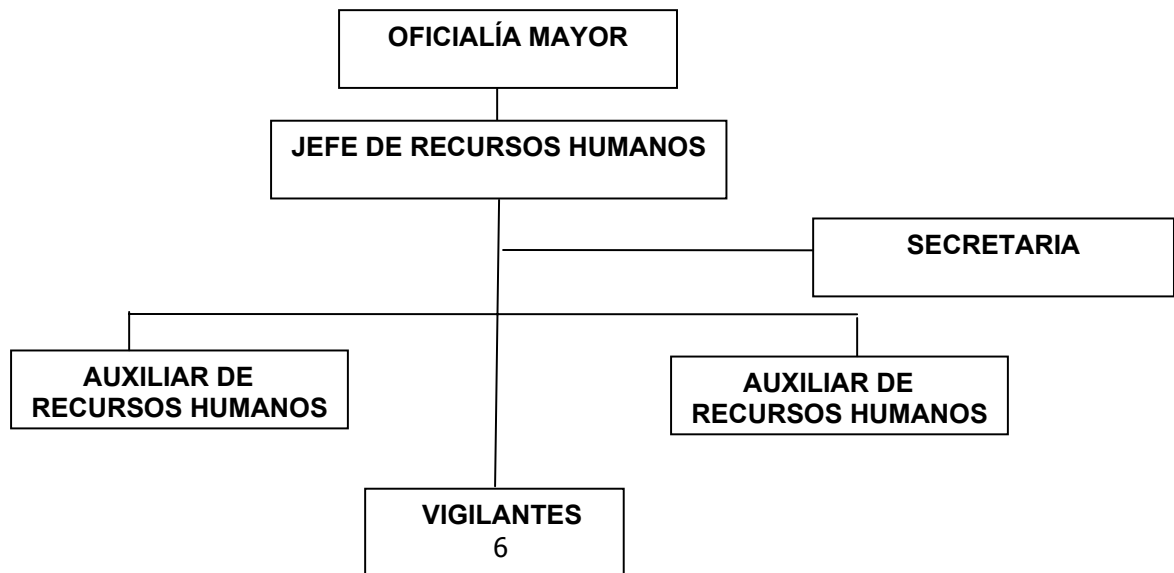 OFICIALÍA MAYOR
JEFE DE RECURSOS HUMANOS
SECRETARIA
AUXILIAR DE
RECURSOS HUMANOS
AUXILIAR DE
RECURSOS HUMANOS
VIGILANTES
6